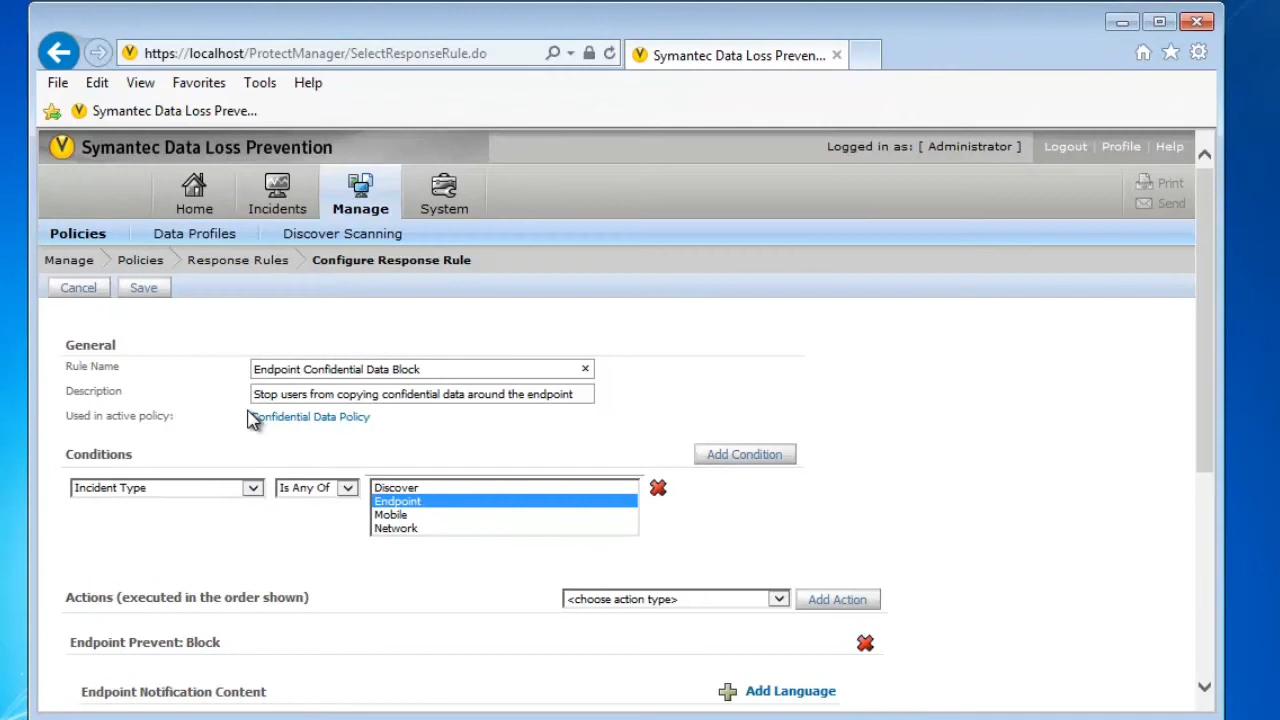 https://localhost/ProtectManager/SelectResponseRule.do
Symantec Data Loss Preven...
File Edit View Favorites Tools Help
Symantec Data Loss Preve...
Symantec Data Loss Prevention
Logged in as: [ Administrator ]
Logout Profile Help
Home Incidents Manage System
Print
Send
Policies Data Profiles Discover Scanning
Manage Policies Response Rules Configure Response Rule
Cancel Save
General
Rule Name Endpoint Confidential Data Block
Description Stop users from copying confidential data around the endpoint
Used in active policy: Confidential Data Policy
Conditions Add Condition
Incident Type Is Any Of Discover
Endpoint
Mobile
Network
Actions (executed in the order shown) <choose action type> Add Action
Endpoint Prevent: Block
Endpoint Notification Content Add Language